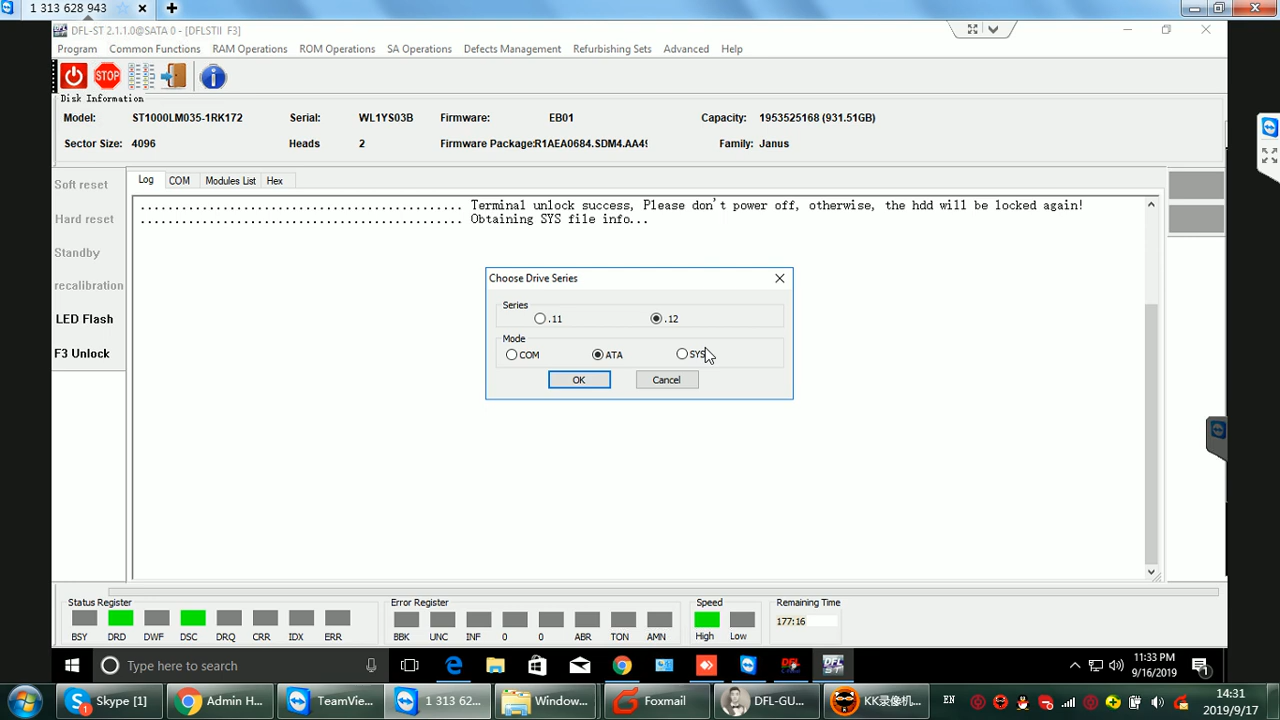 1 313 628 943
DFL-ST 2.1.1.0@SATA 0 - [DFLSTII F3]
Program Common Functions RAM Operations ROM Operations SA Operations Defects Management Refurbishing Sets Advanced Help
STOP
Disk Information
Model: ST1000LM035-1RK172 Serial: WL1YS03B Firmware: EB01 Capacity: 1953525168 (931.51GB)
Sector Size: 4096 Heads 2 Firmware Package:R1AEA0684.SDM4.AA4! Family: Janus
Log COM Modules List Hex
Soft reset
Hard reset
Standby
recalibration
LED Flash
F3 Unlock
............................................... Terminal unlock success, Please don't power off, otherwise, the hdd will be locked again!
............................................... Obtaining SYS file info...
Choose Drive Series
Series
.11 .12
Mode
COM ATA SYS
OK Cancel
Status Register Error Register Speed Remaining Time
177:16
BSY DRD DWF DSC DRQ CRR IDX ERR BBK UNC INF 0 0 ABR TON AMN High Low
Type here to search
11:33 PM
9/16/2019
Skype [1] Admin H... TeamVie... 1 313 62... Window... Foxmail DFL-GU... KK录像机... EN
14:31
2019/9/17